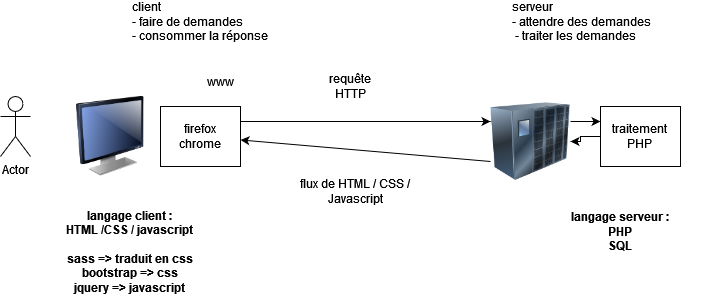 client
- faire de demandes
- consommer la réponse
serveur
- attendre des demandes
- traiter les demandes
www
requête
HTTP
firefox
chrome
traitement
PHP
Actor
flux de HTML / CSS /
Javascript
langage client :
HTML /CSS / javascript
sass => traduit en css
bootstrap => css
jquery => javascript
langage serveur :
PHP
SQL